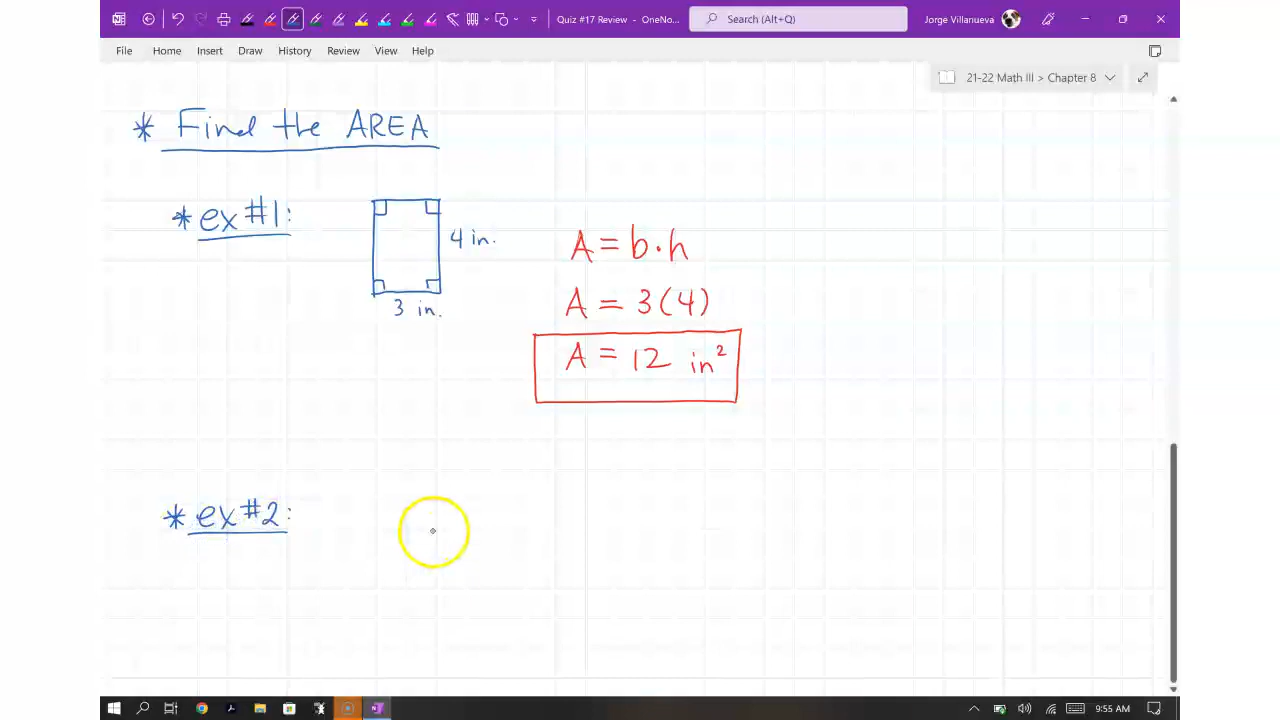 Quiz #17 Review - OneNo...
Search (Alt+Q)
Jorge Villanueva
File Home Insert Draw History Review View Help
21-22 Math III > Chapter 8
* Find the AREA
* ex #1:
4 in.
3 in.
A = b · h
A = 3(4)
A = 12 in²
* ex #2:
9:55 AM